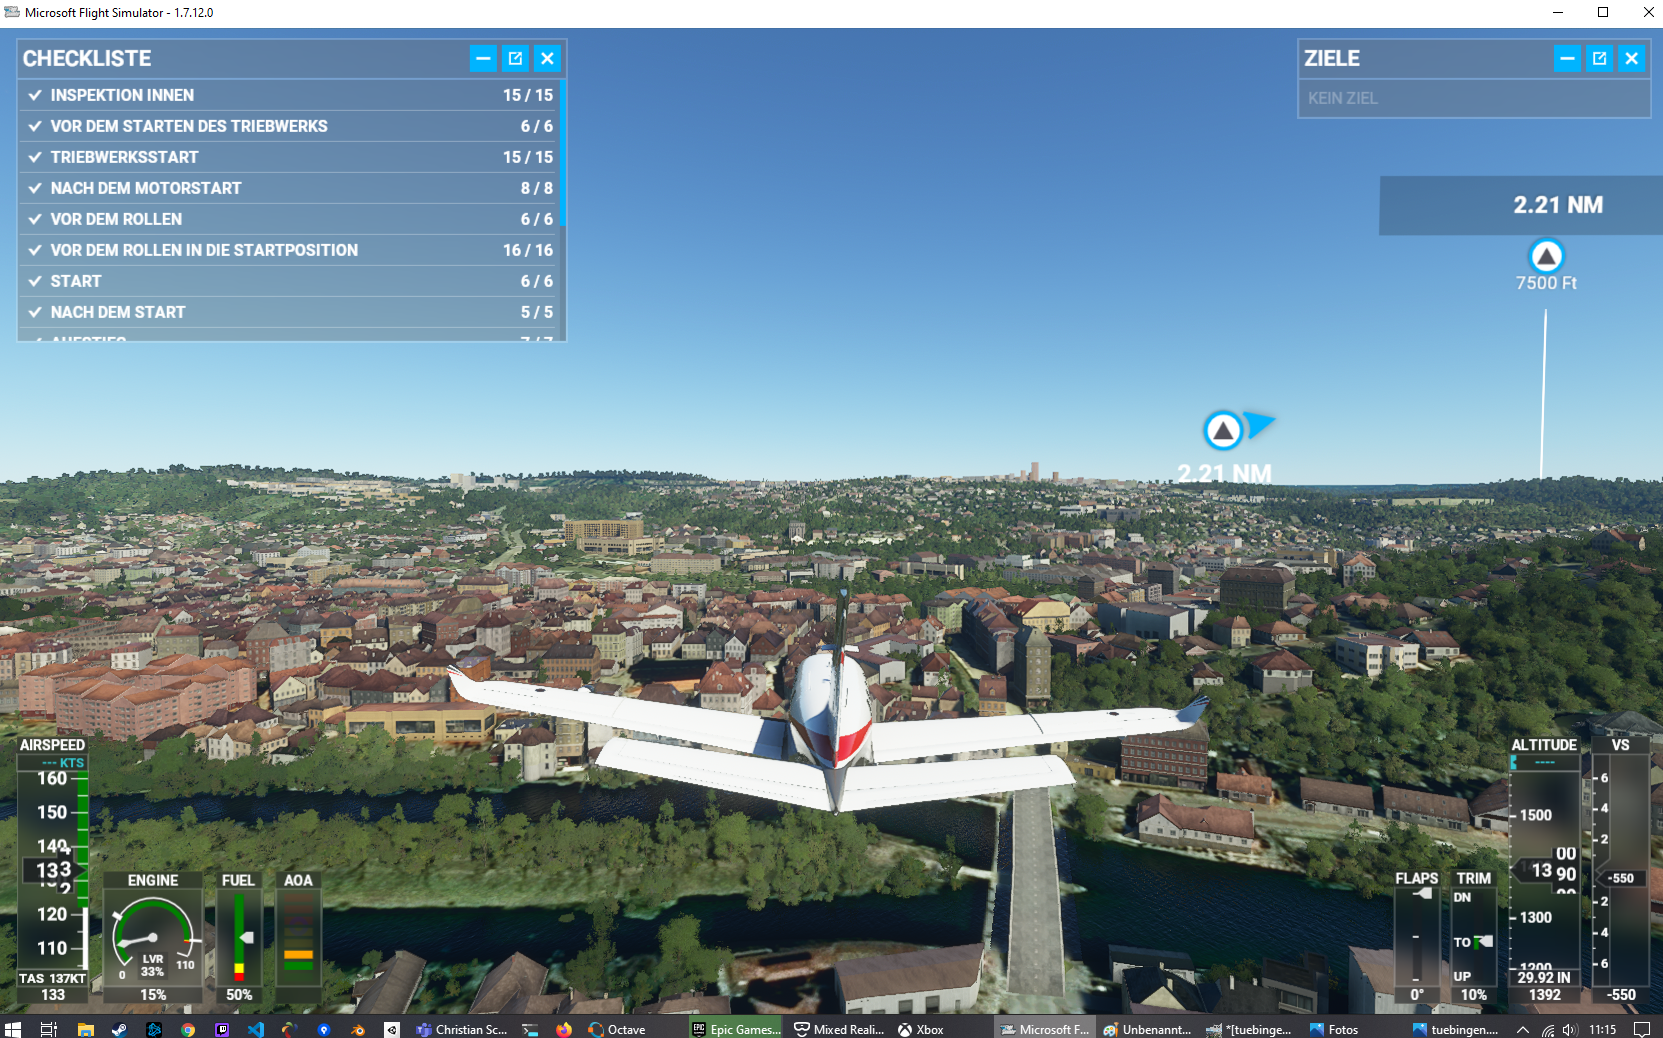 Microsoft Flight Simulator - 1.7.12.0
CHECKLISTE
INSPEKTION INNEN 15 / 15
VOR DEM STARTEN DES TRIEBWERKS 6 / 6
TRIEBWERKSSTART 15 / 15
NACH DEM MOTORSTART 8 / 8
VOR DEM ROLLEN 6 / 6
VOR DEM ROLLEN IN DIE STARTPOSITION 16 / 16
START 6 / 6
NACH DEM START 5 / 5
AUFSTIEG 7 / 7
ZIELE
KEIN ZIEL
2.21 NM
7500 Ft
2.21 NM
AIRSPEED
--- KTS
160
150
140
133
120
110
TAS 137KT
133
ENGINE
LVR
33%
0
110
15%
FUEL
50%
AOA
FLAPS
0°
TRIM
DN
TO
UP
10%
ALTITUDE
----
1500
13 90
00
1300
1200
29.92 IN
1392
VS
6
4
2
-550
2
4
6
-550
Christian Sc...
Octave
Epic Games...
Mixed Reali...
Xbox
Microsoft F...
Unbenannt...
*[tuebinge...
Fotos
tuebingen....
11:15